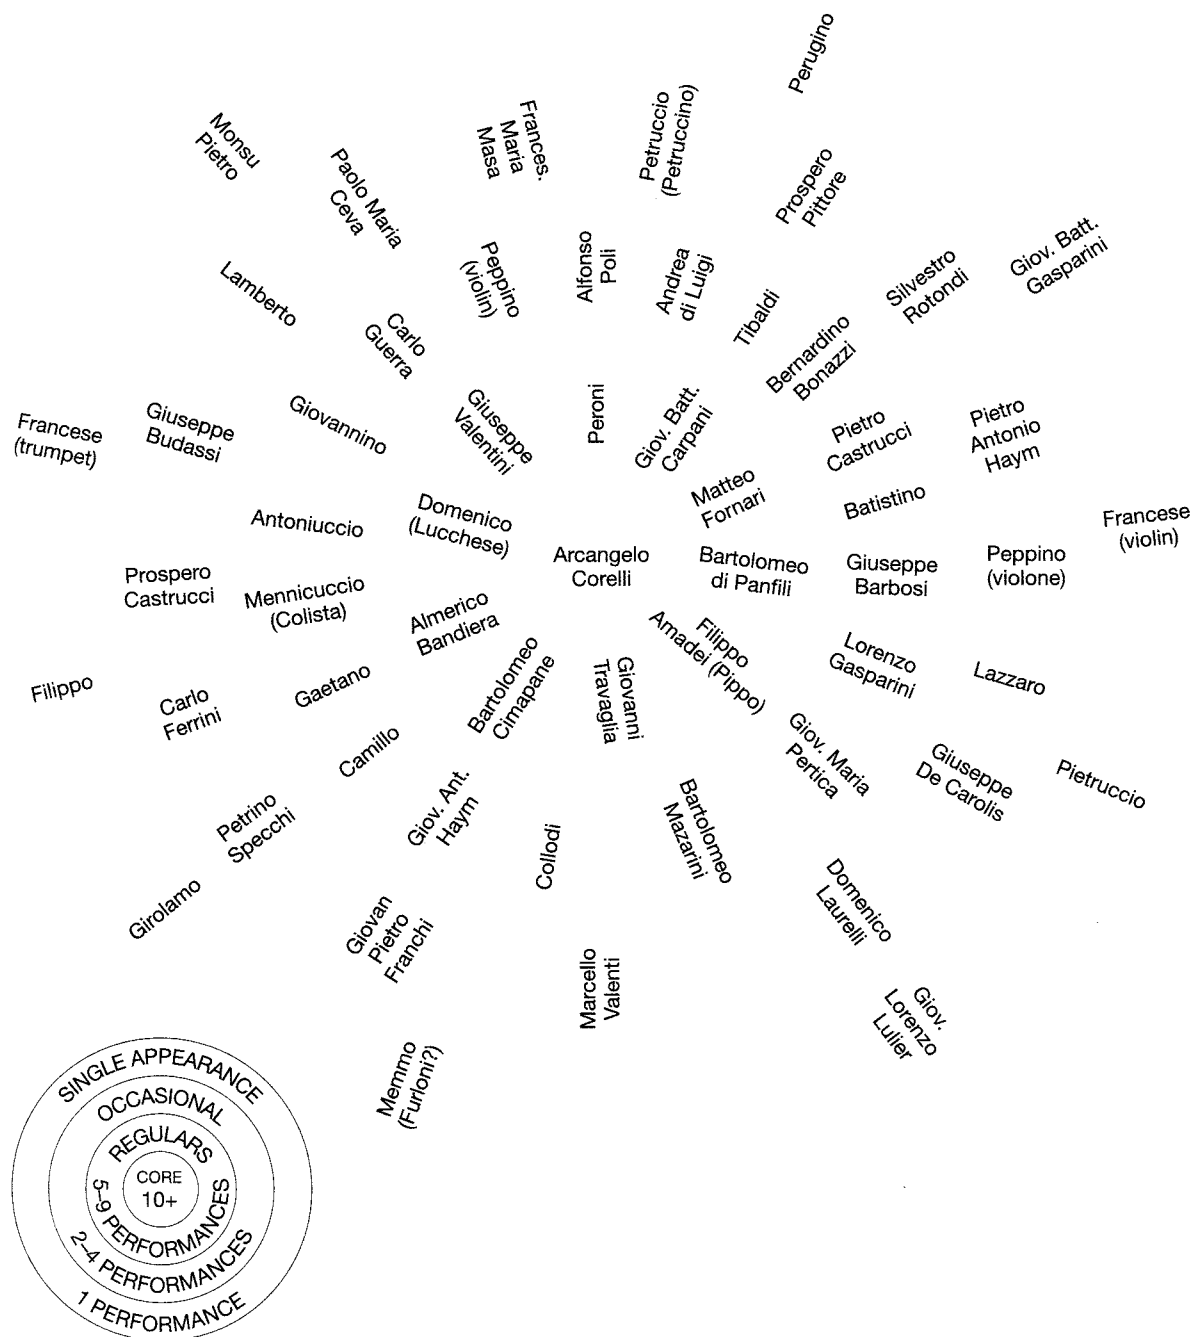 Perugino
Petruccio
(Petruccino)
Frances.
Maria
Masa
Monsu
Pietro
Paolo Maria
Ceva
Prospero
Pittore
Peppino
(violin)
Alfonso
Poli
Andrea
di Luigi
Silvestro
Rotondi
Giov. Batt.
Gasparini
Lamberto
Carlo
Guerra
Tibaldi
Bernardino
Bonazzi
Francese
(trumpet)
Giuseppe
Budassi
Giovannino
Giuseppe
Valentini
Peroni
Giov. Batt.
Carpani
Pietro
Castrucci
Pietro
Antonio
Haym
Matteo
Fornari
Batistino
Antoniuccio
Domenico
(Lucchese)
Arcangelo
Corelli
Bartolomeo
di Panfili
Giuseppe
Barbosi
Peppino
(violone)
Francese
(violin)
Prospero
Castrucci
Mennicuccio
(Colista)
Almerico
Bandiera
Filippo
Carlo
Ferrini
Gaetano
Bartolomeo
Cimapane
Giovanni
Travaglia
Filippo
Amadei (Pippo)
Lorenzo
Gasparini
Lazzaro
Camillo
Giov. Maria
Pertica
Giuseppe
De Carolis
Pietruccio
Petrino
Specchi
Giov. Ant.
Haym
Collodi
Bartolomeo
Mazarini
Girolamo
Giovan
Pietro
Franchi
Domenico
Laurelli
Marcello
Valenti
Giov.
Lorenzo
Lulier
Memmo
(Furloni?)
SINGLE APPEARANCE
OCCASIONAL
REGULARS
CORE
10+
5–9 PERFORMANCES
2–4 PERFORMANCES
1 PERFORMANCE